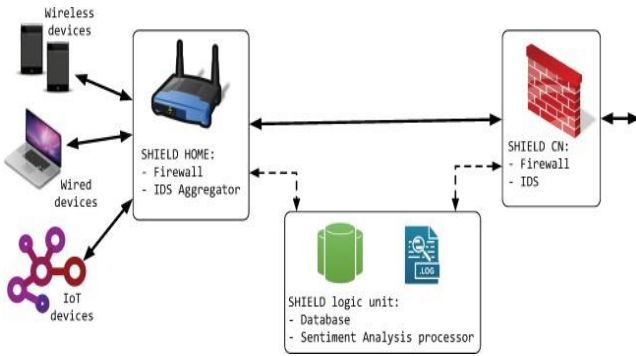 Wireless
devices
SHIELD HOME:
- Firewall
- IDS Aggregator
SHIELD CN:
- Firewall
- IDS
Wired
devices
IoT
devices
.LOG
SHIELD logic unit:
- Database
- Sentiment Analysis processor